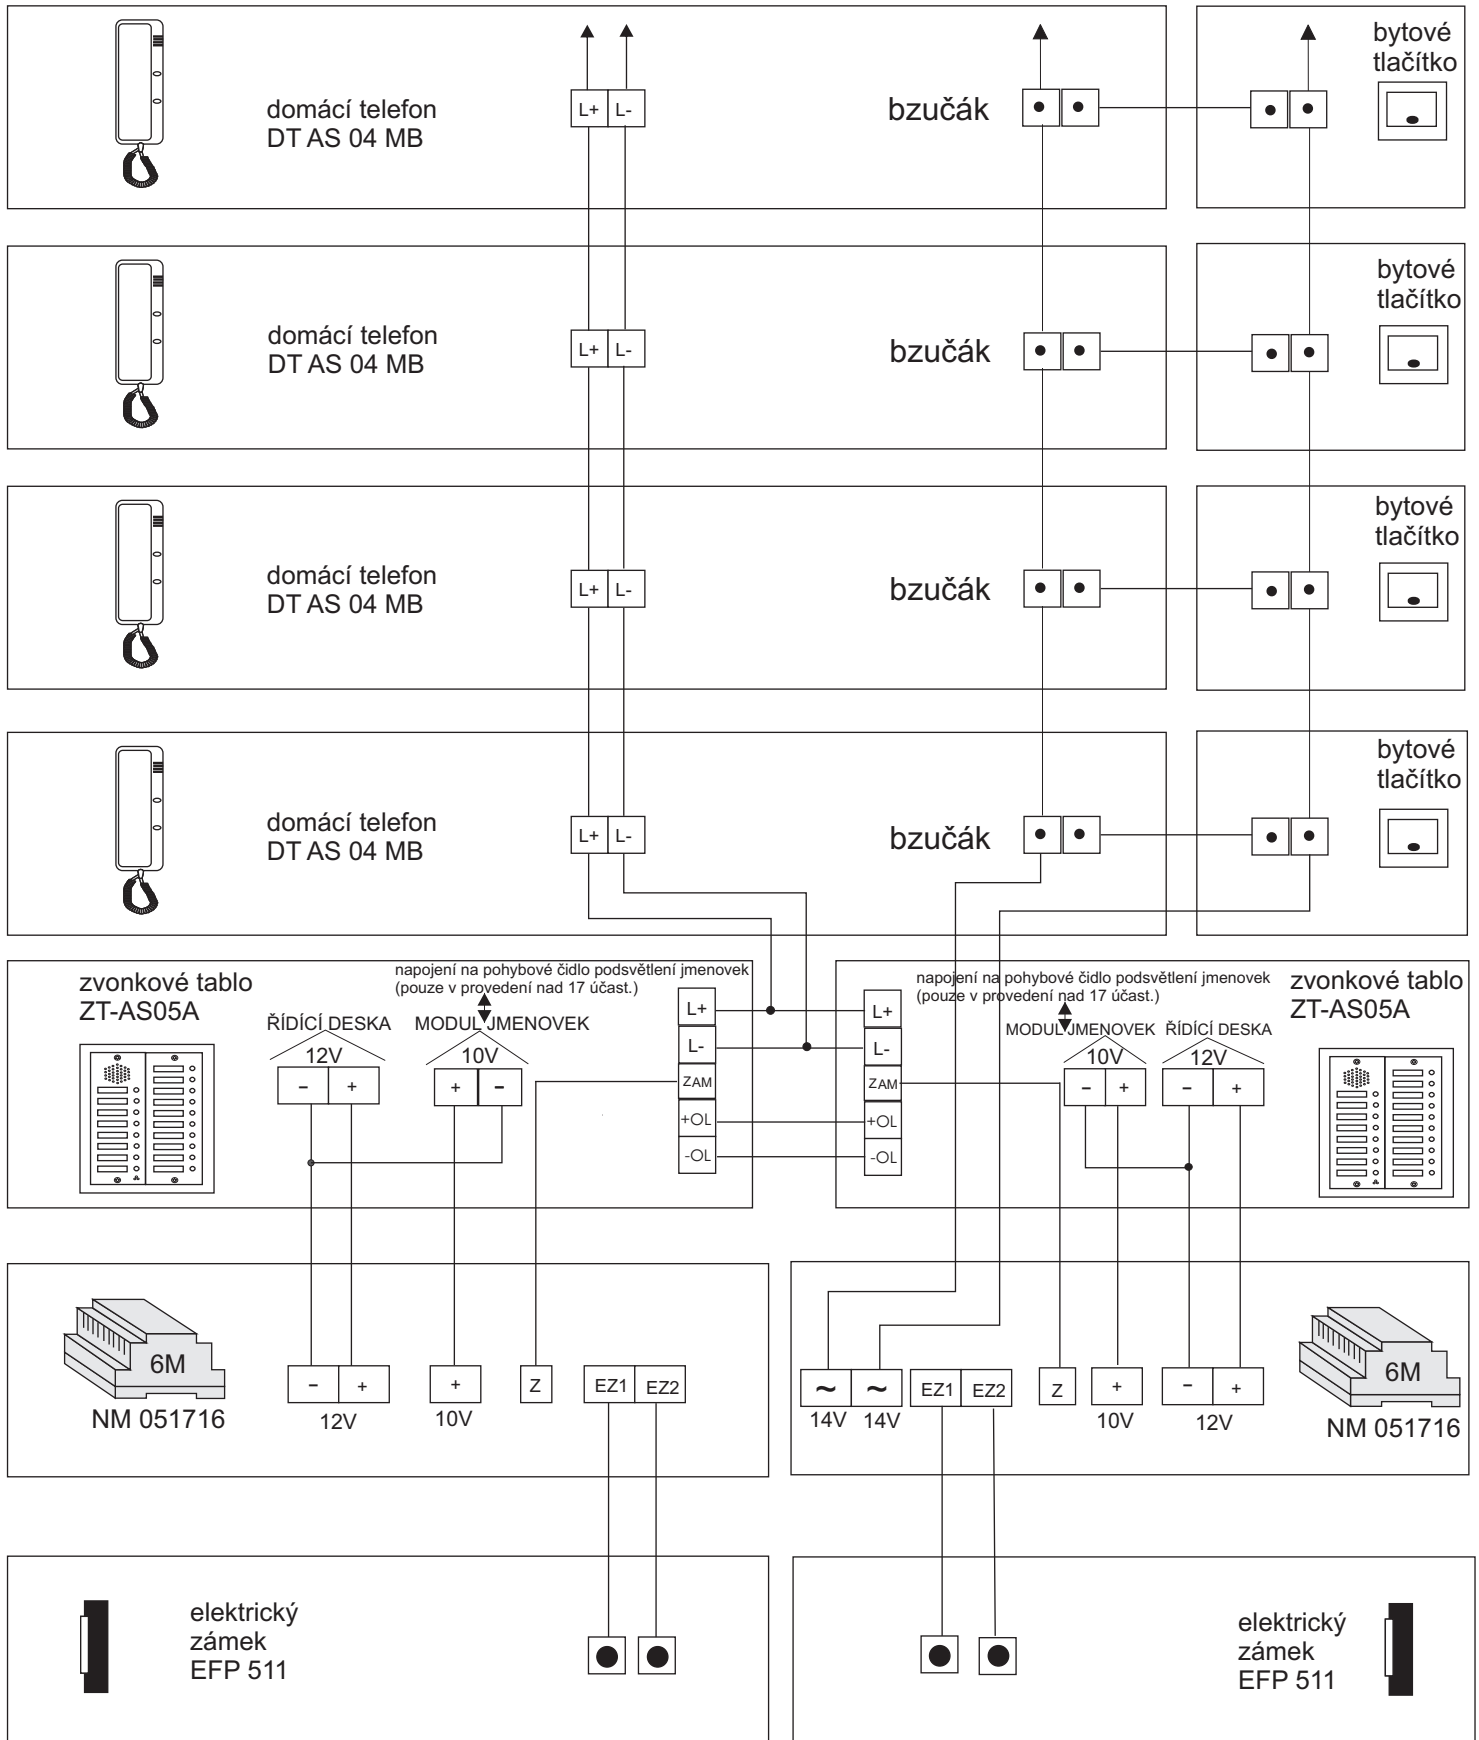 bytové
tlačítko
domácí telefon
DT AS 04 MB
L+ L-
bzučák
bytové
tlačítko
domácí telefon
DT AS 04 MB
L+ L-
bzučák
bytové
tlačítko
domácí telefon
DT AS 04 MB
L+ L-
bzučák
bytové
tlačítko
domácí telefon
DT AS 04 MB
L+ L-
bzučák
zvonkové tablo
ZT-AS05A
napojení na pohybové čidlo podsvětlení jmenovek
(pouze v provedení nad 17 účast.)
ŘÍDÍCÍ DESKA
12V
- +
MODUL JMENOVEK
10V
+ -
L+
L-
ZAM
+OL
-OL
L+
L-
ZAM
+OL
-OL
napojení na pohybové čidlo podsvětlení jmenovek
(pouze v provedení nad 17 účast.)
MODUL JMENOVEK
10V
- +
ŘÍDÍCÍ DESKA
12V
- +
zvonkové tablo
ZT-AS05A
6M
NM 051716
- +
12V
+
10V
Z
EZ1 EZ2
~ ~
14V 14V
EZ1 EZ2
Z
+
10V
- +
12V
6M
NM 051716
elektrický
zámek
EFP 511
elektrický
zámek
EFP 511